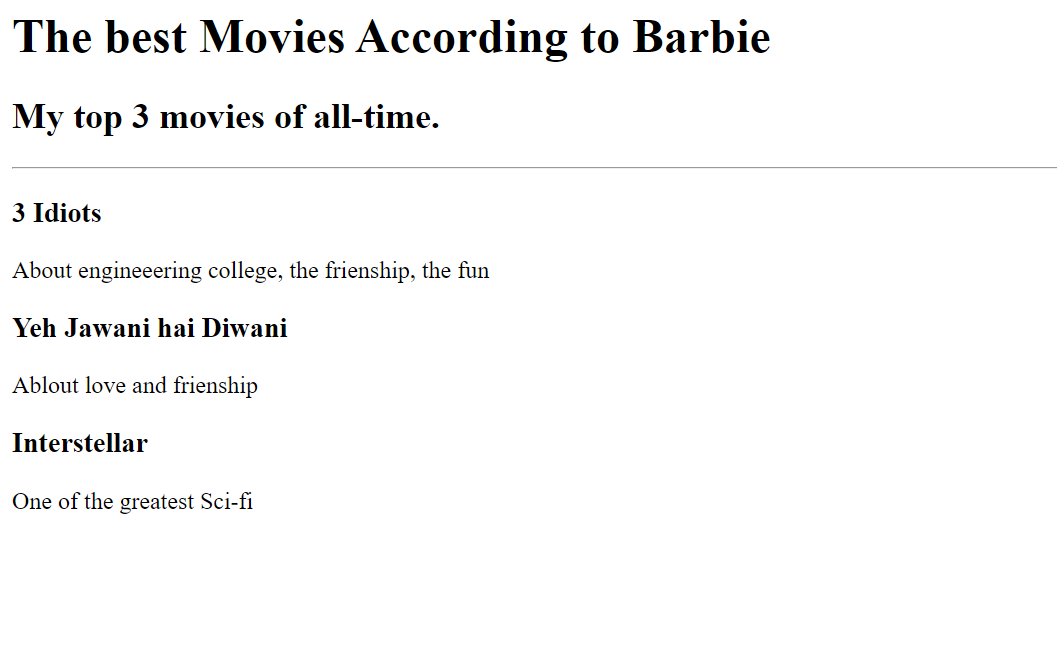 The best Movies According to Barbie
My top 3 movies of all-time.
3 Idiots
About engineeering college, the frienship, the fun
Yeh Jawani hai Diwani
Ablout love and frienship
Interstellar
One of the greatest Sci-fi